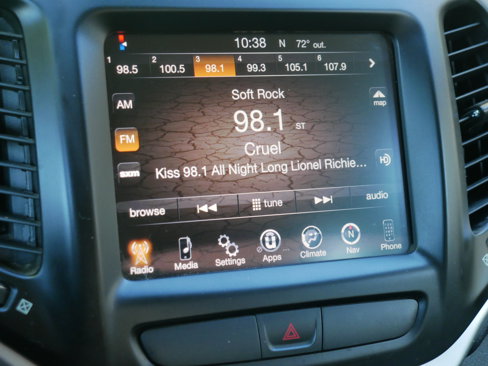 10:38 N 72° out.
1 98.5 2 100.5 3 98.1 4 99.3 5 105.1 6 107.9
AM
map
Soft Rock
FM
98.1 ST
Cruel
sxm
Kiss 98.1 All Night Long Lionel Richie...
HD
browse
tune
audio
Radio Media Settings Apps Climate Nav Phone
N